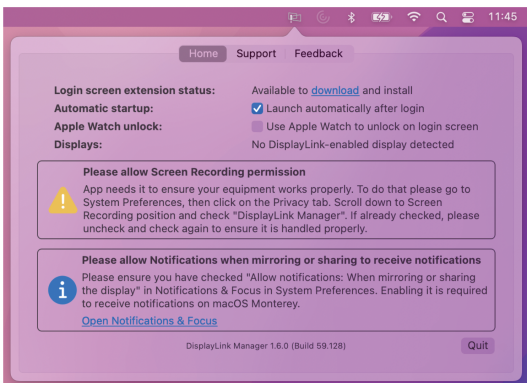 11:45
Home Support Feedback
Login screen extension status: Available to download and install
Automatic startup: Launch automatically after login
Apple Watch unlock: Use Apple Watch to unlock on login screen
Displays: No DisplayLink-enabled display detected
Please allow Screen Recording permission
App needs it to ensure your equipment works properly. To do that please go to
System Preferences, then click on the Privacy tab. Scroll down to Screen
Recording position and check "DisplayLink Manager". If already checked, please
uncheck and check again to ensure it is handled properly.
Please allow Notifications when mirroring or sharing to receive notifications
Please ensure you have checked "Allow notifications: When mirroring or sharing
the display" in Notifications & Focus in System Preferences. Enabling it is required
to receive notifications on macOS Monterey.
Open Notifications & Focus
DisplayLink Manager 1.6.0 (Build 59.128)
Quit